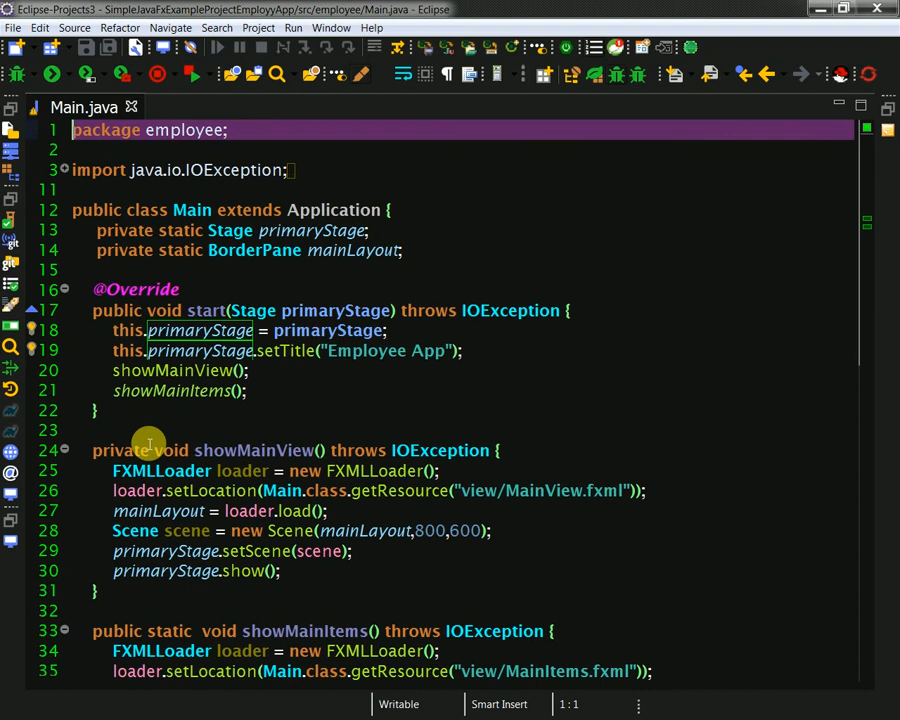 Eclipse-Projects3 - SimpleJavaFxExampleProjectEmployyApp/src/employee/Main.java - Eclipse
File Edit Source Refactor Navigate Search Project Run Window Help
Main.java
1 package employee;
2
3 import java.io.IOException;
11
12 public class Main extends Application {
13 private static Stage primaryStage;
14 private static BorderPane mainLayout;
15
16 @Override
17 public void start(Stage primaryStage) throws IOException {
18 this.primaryStage = primaryStage;
19 this.primaryStage.setTitle("Employee App");
20 showMainView();
21 showMainItems();
22 }
23
24 private void showMainView() throws IOException {
25 FXMLLoader loader = new FXMLLoader();
26 loader.setLocation(Main.class.getResource("view/MainView.fxml"));
27 mainLayout = loader.load();
28 Scene scene = new Scene(mainLayout,800,600);
29 primaryStage.setScene(scene);
30 primaryStage.show();
31 }
32
33 public static  void showMainItems() throws IOException {
34 FXMLLoader loader = new FXMLLoader();
35 loader.setLocation(Main.class.getResource("view/MainItems.fxml"));
Writable Smart Insert 1 : 1